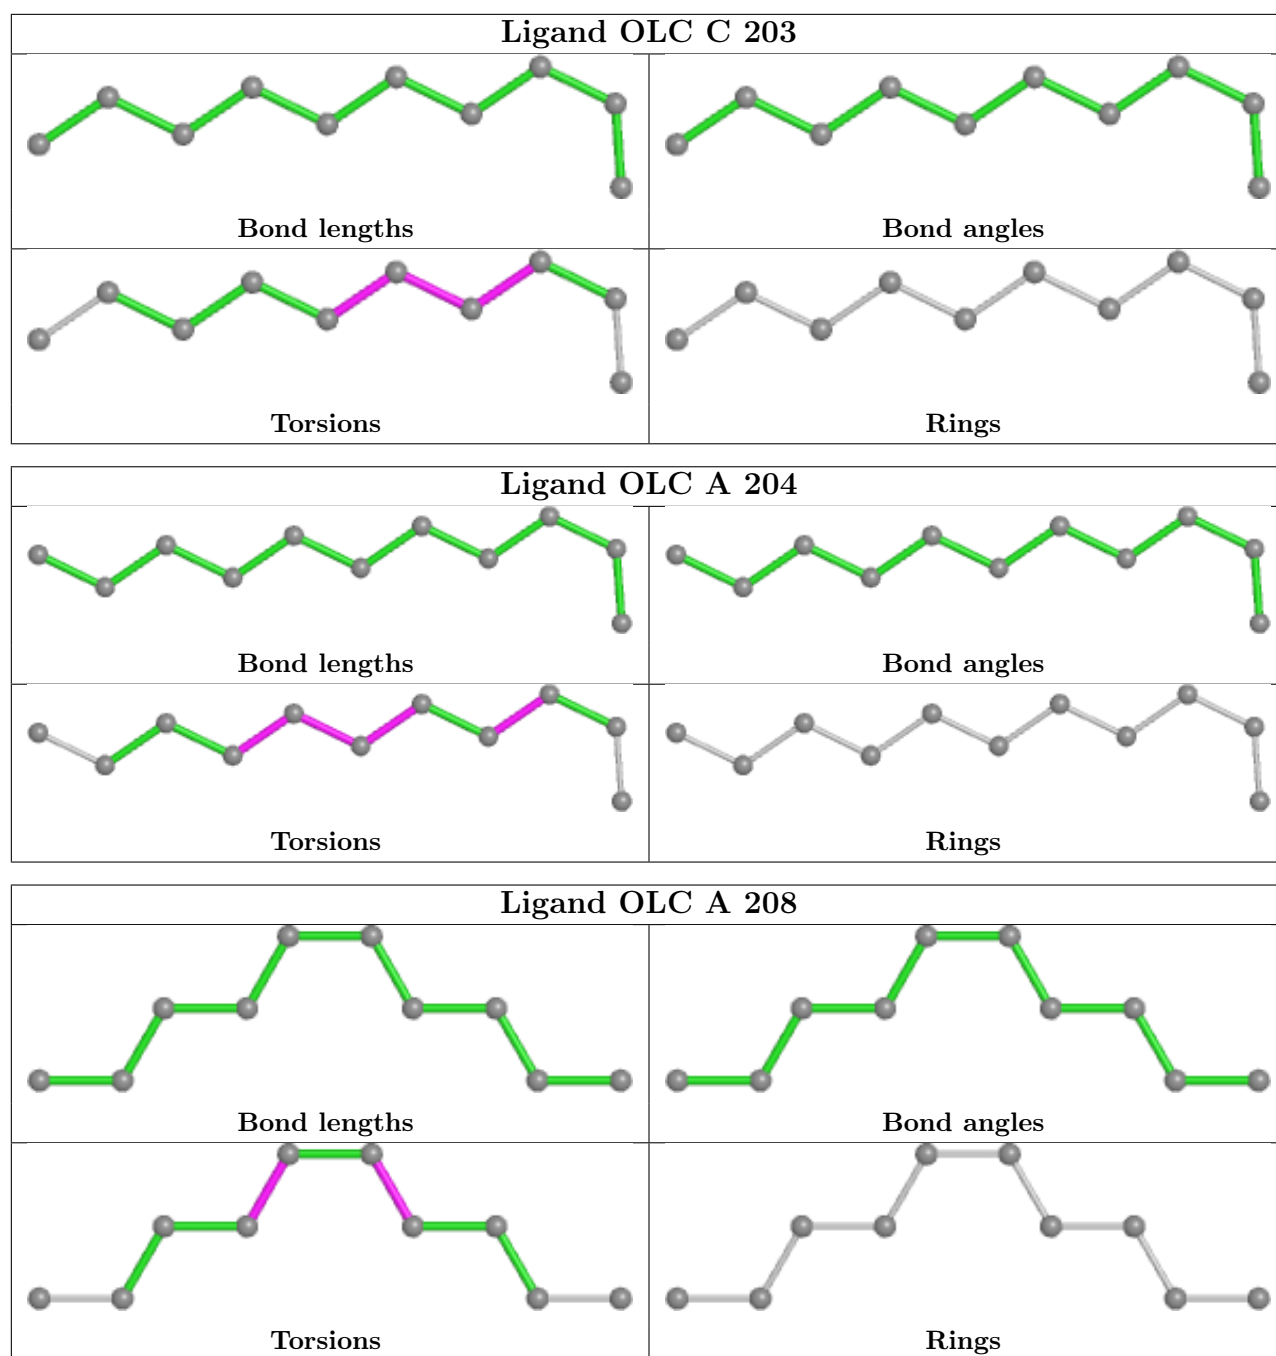 Ligand OLC C 203
Bond lengths
Bond angles
Torsions
Rings
Ligand OLC A 204
Bond lengths
Bond angles
Torsions
Rings
Ligand OLC A 208
Bond lengths
Bond angles
Torsions
Rings